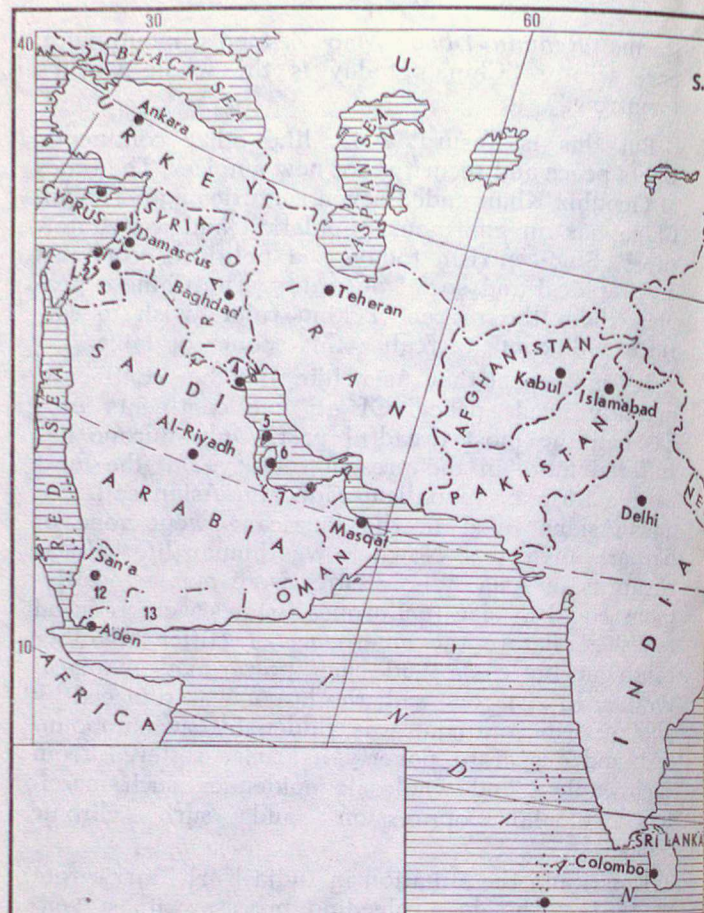 30
60
40
BLACK SEA
U.
S.
TURKEY
Ankara
CASPIAN SEA
CYPRUS
SYRIA
Damascus
IRAQ
Baghdad
IRAN
Teheran
AFGHANISTAN
Kabul
Islamabad
PAKISTAN
SAUDI
ARABIA
Al-Riyadh
5
6
7
Masqat
OMAN
RED SEA
Delhi
NE
INDIA
San'a
12
13
Aden
10
AFRICA
INDIAN
SRI LANKA
Colombo